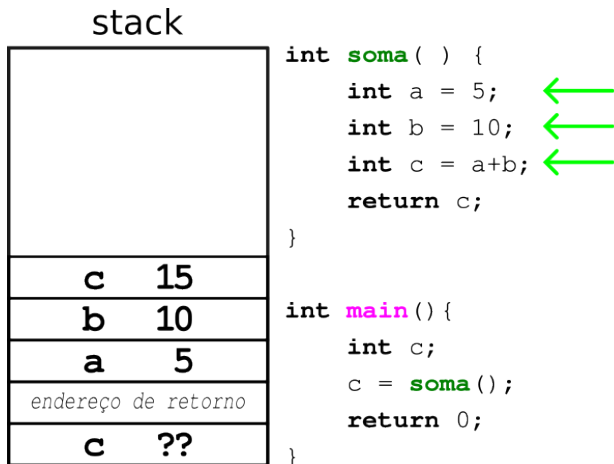 stack
c 15
b 10
a 5
endereço de retorno
c ??
int soma( ) {
    int a = 5;
    int b = 10;
    int c = a+b;
    return c;
}
int main(){
    int c;
    c = soma();
    return 0;
}